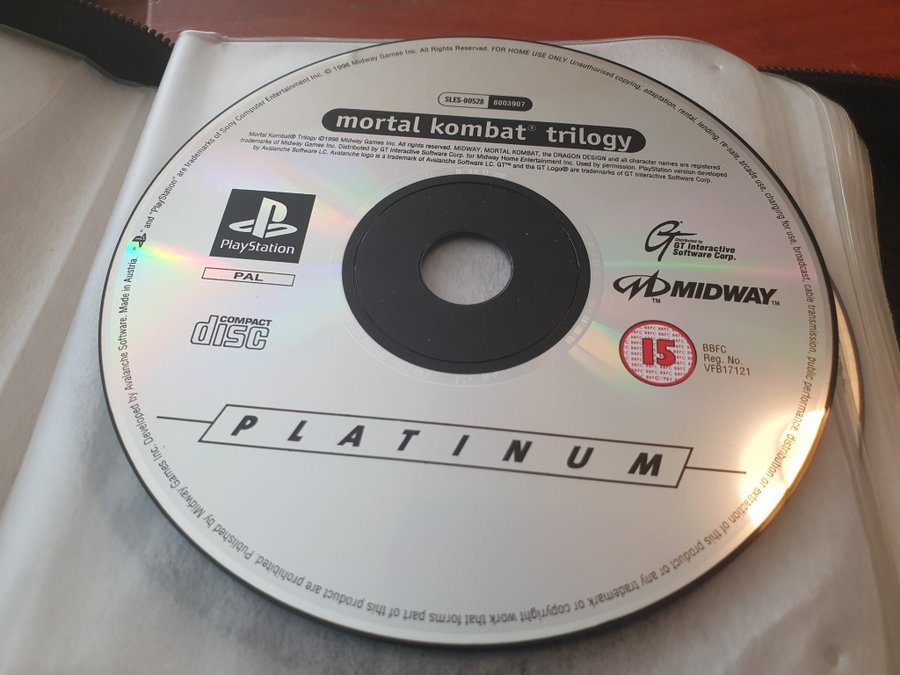 SLES-00528 8003907
mortal kombat® trilogy
Mortal Kombat® Trilogy ©1996 Midway Games Inc. All rights reserved. MIDWAY, MORTAL KOMBAT, the DRAGON DESIGN and all character names are registered
trademarks of Midway Games Inc. Distributed by GT Interactive Software Corp. for Midway Home Entertainment Inc. Used by permission. PlayStation version developed
by Avalanche Software LC. Avalanche logo is a trademark of Avalanche Software LC. GT™ and the GT Logo® are trademarks of GT Interactive Software Corp.
PlayStation
PAL
COMPACT
disc
GT
Distributed by
GT Interactive
Software Corp.
MIDWAY™
15
BBFC
Reg. No.
VFB17121
PLATINUM
"PS" and "PlayStation" are trademarks of Sony Computer Entertainment Inc. © 1996 Midway Games Inc. All Rights Reserved. FOR HOME USE ONLY. Unauthorised copying, adaptation, rental, lending, re-sale, arcade use, charging for use, broadcast, cable transmission, public performance, distribution or extraction of this product or any trademark or copyright work that forms part of this product are prohibited. Published by Midway Games Inc. Developed by Avalanche Software. Made in Austria.